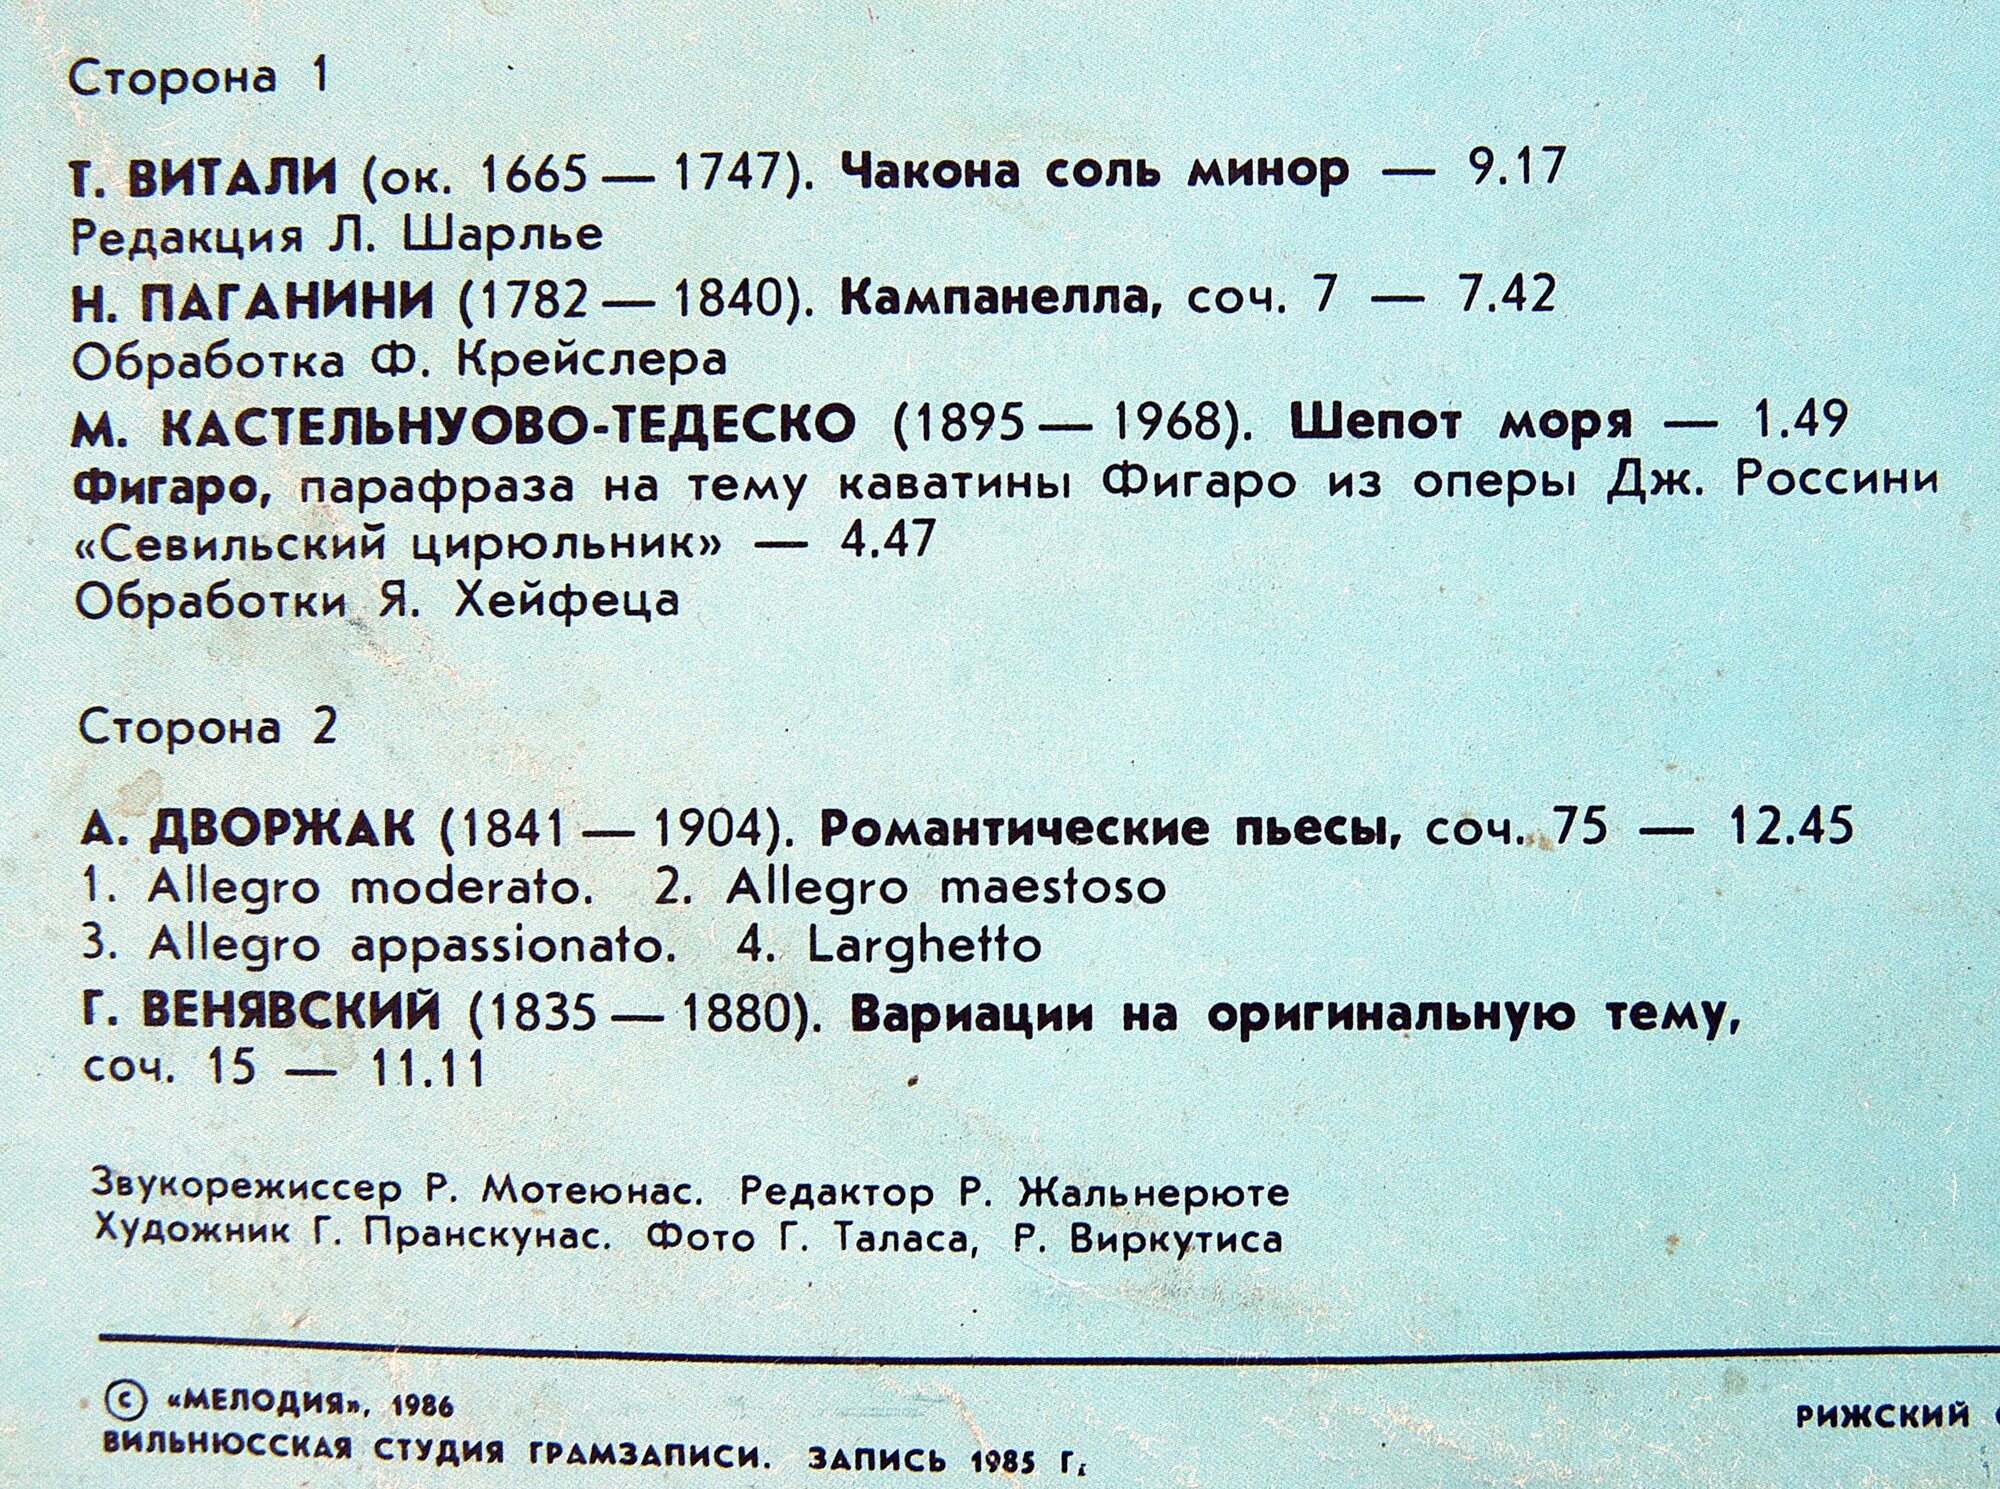 Сторона 1
Т. ВИТАЛИ (ок. 1665 — 1747). Чакона соль минор — 9.17
Редакция Л. Шарлье
Н. ПАГАНИНИ (1782 — 1840). Кампанелла, соч. 7 — 7.42
Обработка Ф. Крейслера
М. КАСТЕЛЬНУОВО-ТЕДЕСКО (1895 — 1968). Шепот моря — 1.49
Фигаро, парафраза на тему каватины Фигаро из оперы Дж. Россини
«Севильский цирюльник» — 4.47
Обработки Я. Хейфеца
Сторона 2
А. ДВОРЖАК (1841 — 1904). Романтические пьесы, соч. 75 — 12.45
1. Allegro moderato. 2. Allegro maestoso
3. Allegro appassionato. 4. Larghetto
Г. ВЕНЯВСКИЙ (1835 — 1880). Вариации на оригинальную тему,
соч. 15 — 11.11
Звукорежиссер Р. Мотеюнас. Редактор Р. Жальнерюте
Художник Г. Пранскунас. Фото Г. Таласа, Р. Виркутиса
© «МЕЛОДИЯ», 1986
РИЖСКИЙ
ВИЛЬНЮССКАЯ СТУДИЯ ГРАМЗАПИСИ. ЗАПИСЬ 1985 Г.